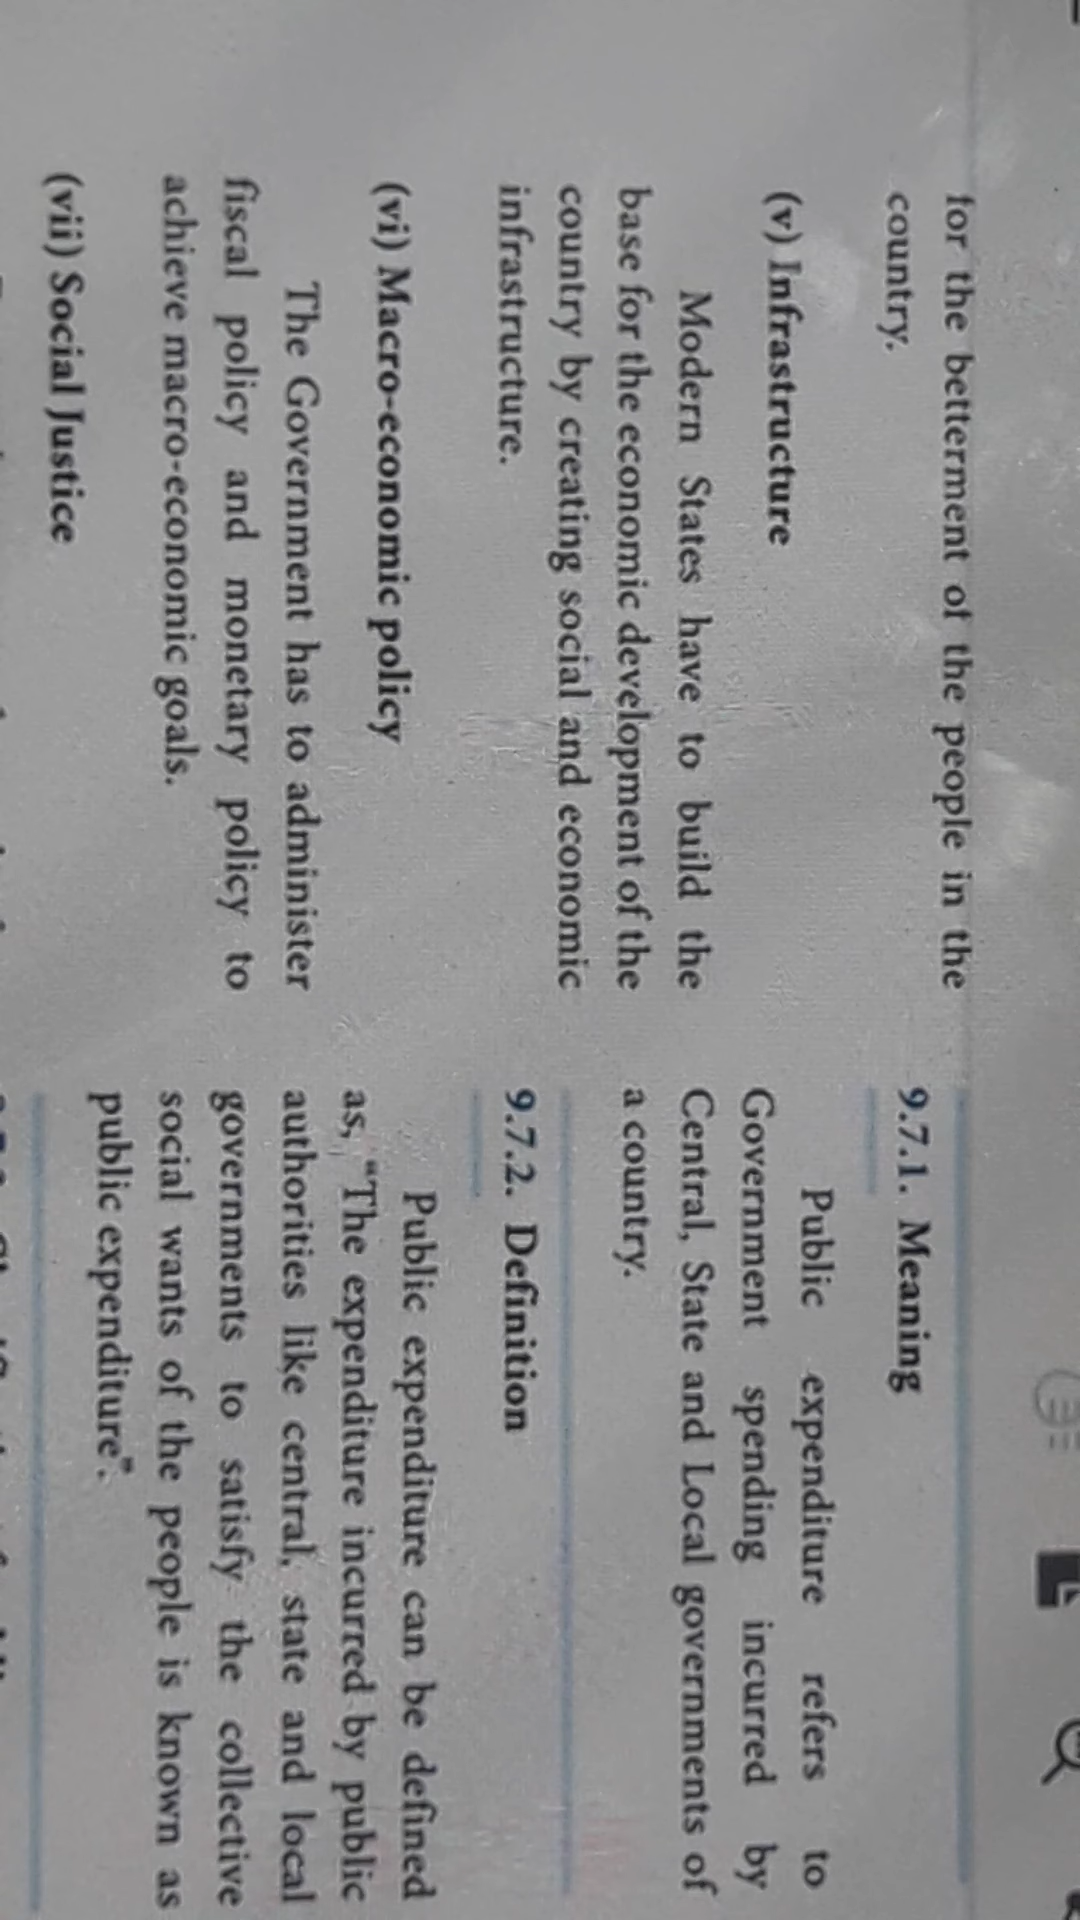 for the betterment of the people in the
country.
(v) Infrastructure
Modern States have to build the
base for the economic development of the
country by creating social and economic
infrastructure.
(vi) Macro-economic policy
The Government has to administer
fiscal policy and monetary policy to
achieve macro-economic goals.
(vii) Social Justice
9.7.1. Meaning
Public expenditure refers to
Government spending incurred by
Central, State and Local governments of
a country.
9.7.2. Definition
Public expenditure can be defined
as, "The expenditure incurred by public
authorities like central, state and local
governments to satisfy the collective
social wants of the people is known as
public expenditure".